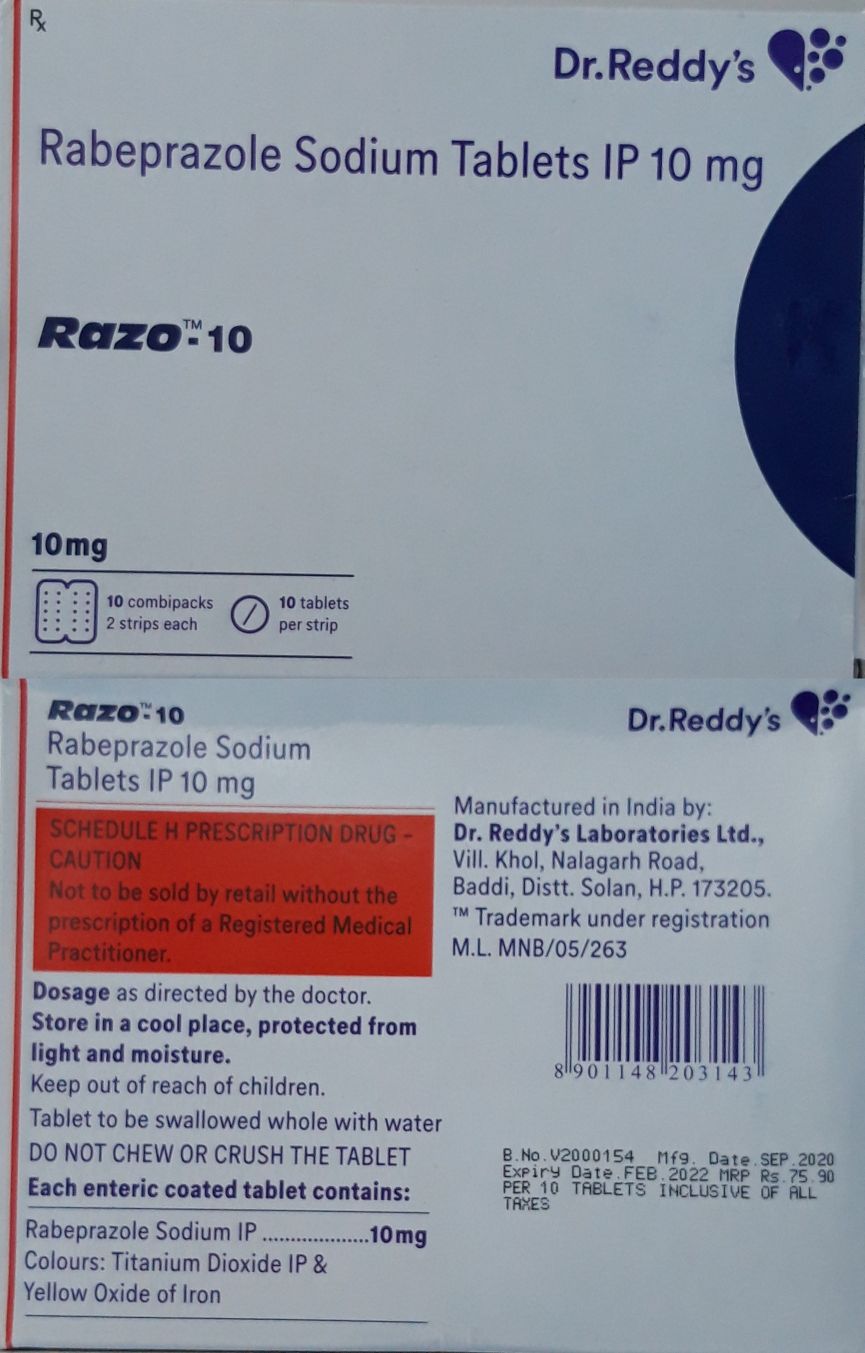 Rx
Dr.Reddy's
Rabeprazole Sodium Tablets IP 10 mg
Razo™-10
10mg
10 combipacks
2 strips each
10 tablets
per strip
Razo™-10
Rabeprazole Sodium
Tablets IP 10 mg
SCHEDULE H PRESCRIPTION DRUG –
CAUTION
Not to be sold by retail without the
prescription of a Registered Medical
Practitioner.
Dosage as directed by the doctor.
Store in a cool place, protected from
light and moisture.
Keep out of reach of children.
Tablet to be swallowed whole with water
DO NOT CHEW OR CRUSH THE TABLET
Each enteric coated tablet contains:
Rabeprazole Sodium IP ...................10mg
Colours: Titanium Dioxide IP &
Yellow Oxide of Iron
Dr.Reddy's
Manufactured in India by:
Dr. Reddy's Laboratories Ltd.,
Vill. Khol, Nalagarh Road,
Baddi, Distt. Solan, H.P. 173205.
™ Trademark under registration
M.L. MNB/05/263
8 901148 203143
B.No.V2000154 Mfg. Date.SEP.2020
Expiry Date.FEB.2022 MRP Rs.75.90
PER 10 TABLETS INCLUSIVE OF ALL
TAXES